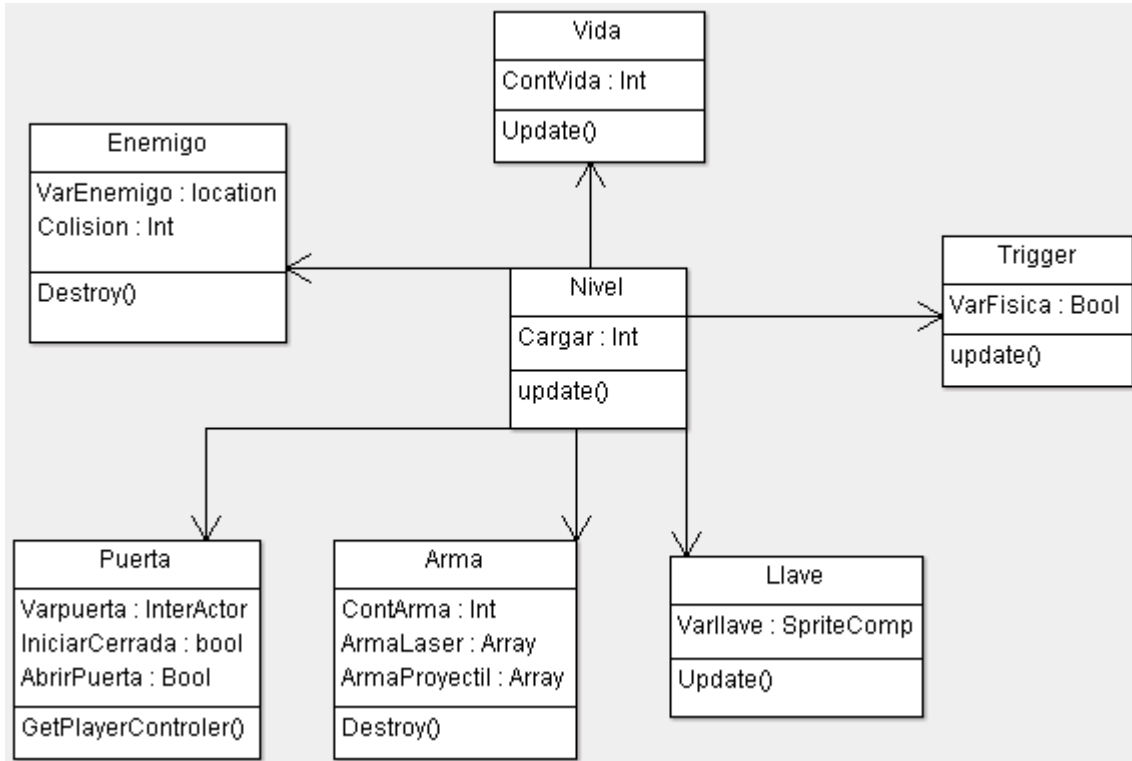 Vida
ContVida : Int
Update()
Enemigo
VarEnemigo : location
Colision : Int
Destroy()
Nivel
Cargar : Int
update()
Trigger
VarFisica : Bool
update()
Puerta
Varpuerta : InterActor
IniciarCerrada : bool
AbrirPuerta : Bool
GetPlayerControler()
Arma
ContArma : Int
ArmaLaser : Array
ArmaProyectil : Array
Destroy()
Llave
Varllave : SpriteComp
Update()